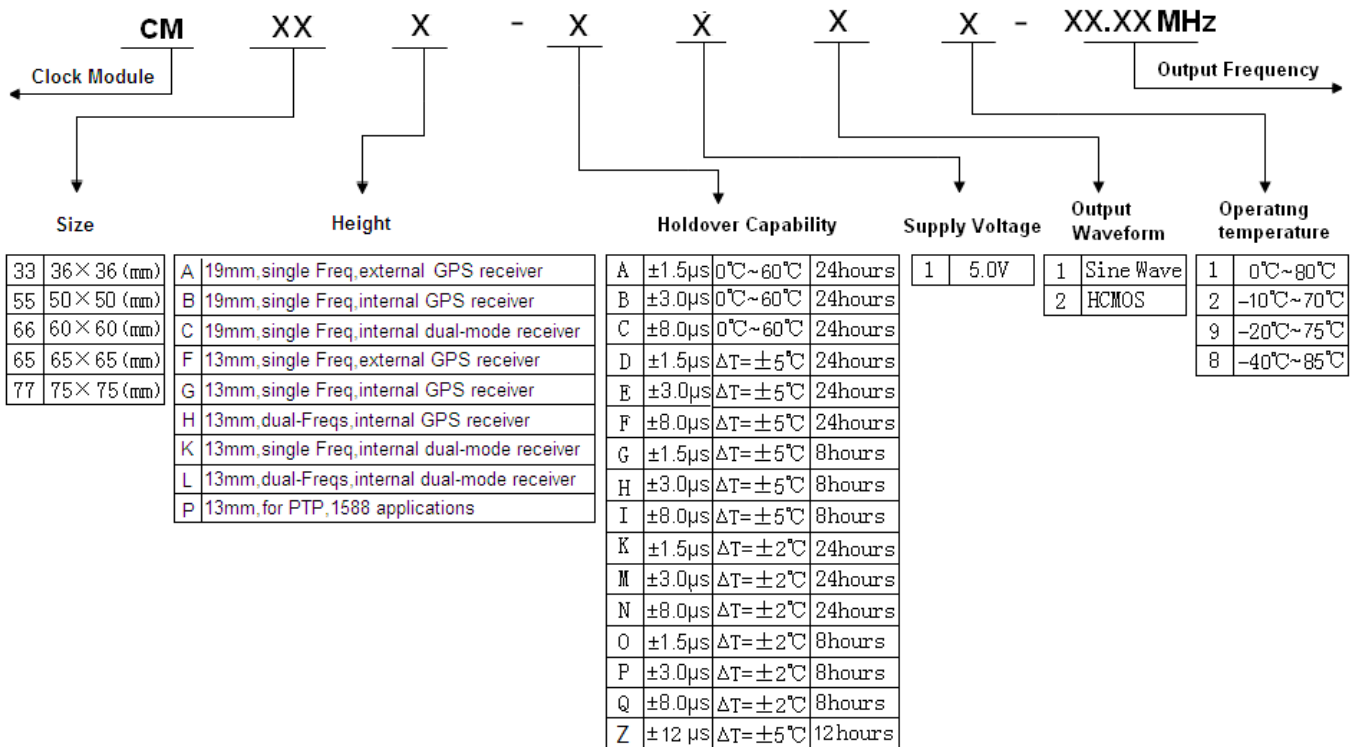 CM XX X - X X X X - XX.XX MHz
Clock Module
Output Frequency
Size
Height
Holdover Capability
Supply Voltage
Output
Waveform
Operating
temperature
33 36×36(mm)
55 50×50(mm)
66 60×60(mm)
65 65×65(mm)
77 75×75(mm)
A 19mm,single Freq,external GPS receiver
B 19mm,single Freq,internal GPS receiver
C 19mm,single Freq,internal dual-mode receiver
F 13mm,single Freq,external GPS receiver
G 13mm,single Freq,internal GPS receiver
H 13mm,dual-Freqs,internal GPS receiver
K 13mm,single Freq,internal dual-mode receiver
L 13mm,dual-Freqs,internal dual-mode receiver
P 13mm,for PTP,1588 applications
A ±1.5μs 0℃~60℃ 24hours
B ±3.0μs 0℃~60℃ 24hours
C ±8.0μs 0℃~60℃ 24hours
D ±1.5μs ΔT=±5℃ 24hours
E ±3.0μs ΔT=±5℃ 24hours
F ±8.0μs ΔT=±5℃ 24hours
G ±1.5μs ΔT=±5℃ 8hours
H ±3.0μs ΔT=±5℃ 8hours
I ±8.0μs ΔT=±5℃ 8hours
K ±1.5μs ΔT=±2℃ 24hours
M ±3.0μs ΔT=±2℃ 24hours
N ±8.0μs ΔT=±2℃ 24hours
O ±1.5μs ΔT=±2℃ 8hours
P ±3.0μs ΔT=±2℃ 8hours
Q ±8.0μs ΔT=±2℃ 8hours
Z ±12 μs ΔT=±5℃ 12hours
1 5.0V
1 Sine Wave
2 HCMOS
1 0℃~80℃
2 -10℃~70℃
9 -20℃~75℃
8 -40℃~85℃